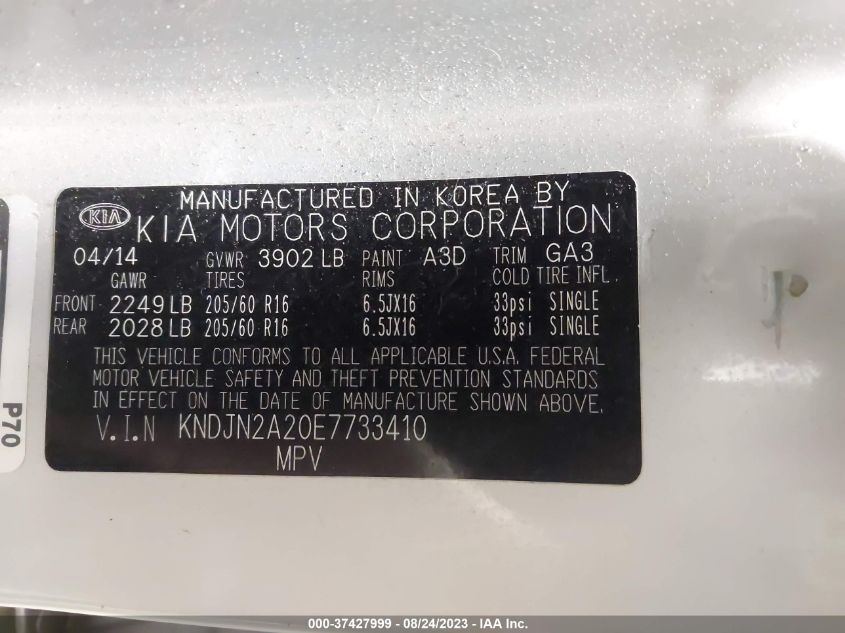 MANUFACTURED IN KOREA BY
KIA KIA MOTORS CORPORATION
04/14 GVWR 3902 LB PAINT A3D TRIM GA3
GAWR TIRES RIMS COLD TIRE INFL.
FRONT 2249 LB 205/60 R16 6.5JX16 33psi SINGLE
REAR 2028 LB 205/60 R16 6.5JX16 33psi SINGLE
THIS VEHICLE CONFORMS TO ALL APPLICABLE U.S.A. FEDERAL
MOTOR VEHICLE SAFETY AND THEFT PREVENTION STANDARDS
IN EFFECT ON THE DATE OF MANUFACTURE SHOWN ABOVE.
V.I.N KNDJN2A20E7733410
MPV
P70
000-37427999 - 08/24/2023 - IAA Inc.